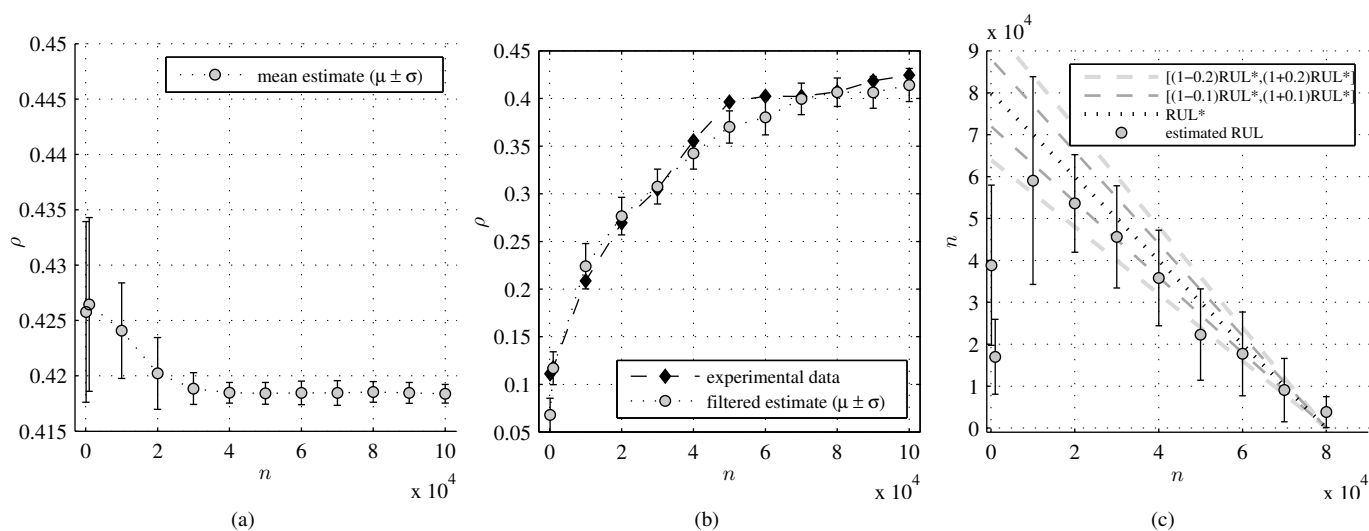 0.45
0.445
0.44
0.435
0.43
0.425
0.42
0.415
ρ
mean estimate (μ ± σ)
0 2 4 6 8 10
n
x 10^4
(a)
0.45
0.4
0.35
0.3
0.25
0.2
0.15
0.1
0.05
ρ
experimental data
filtered estimate (μ ± σ)
0 2 4 6 8 10
n
x 10^4
(b)
x 10^4
9
8
7
6
5
4
3
2
1
0
n
[(1−0.2)RUL*,(1+0.2)RUL*]
[(1−0.1)RUL*,(1+0.1)RUL*]
RUL*
estimated RUL
0 2 4 6 8
n
x 10^4
(c)